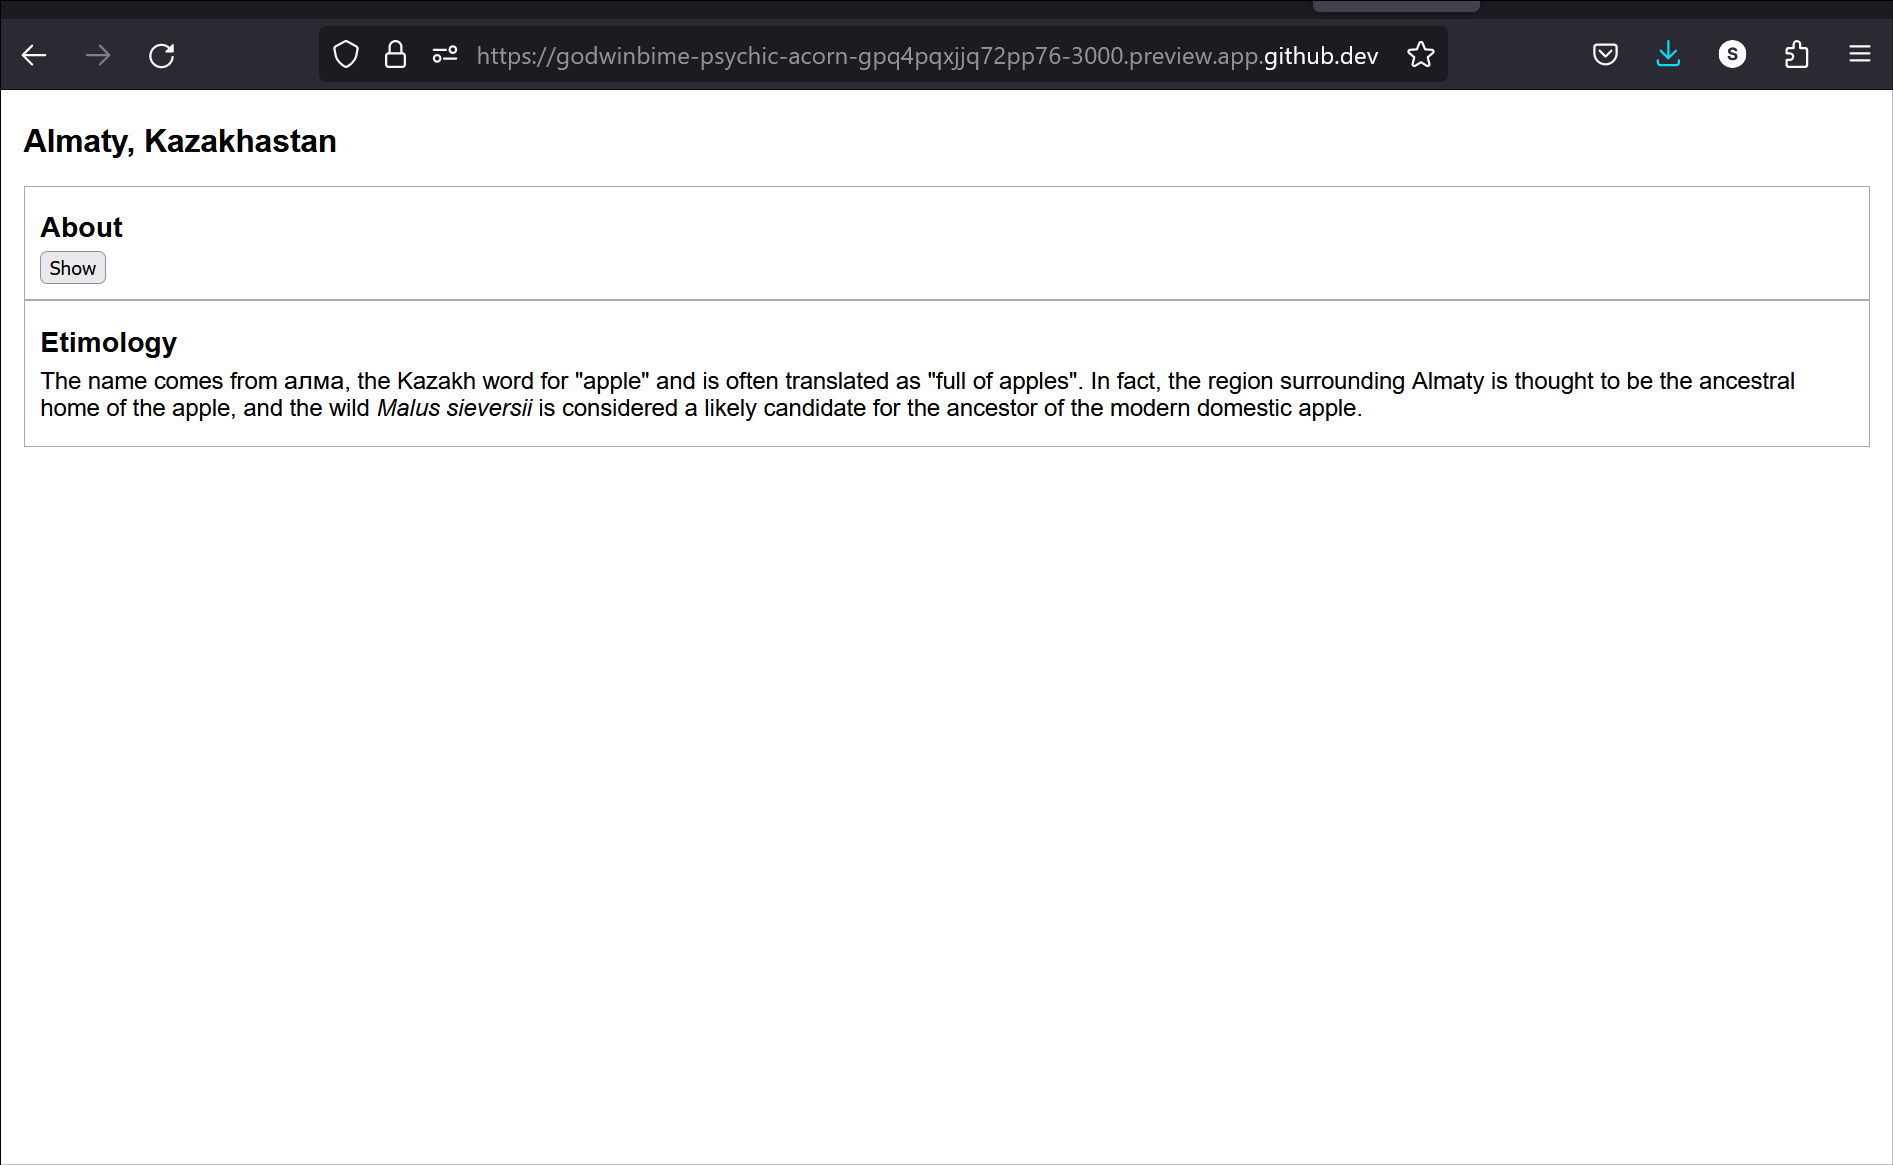 https://godwinbime-psychic-acorn-gpq4pqxjjq72pp76-3000.preview.app.github.dev
S
Almaty, Kazakhastan
About
Show
Etimology
The name comes from алма, the Kazakh word for "apple" and is often translated as "full of apples". In fact, the region surrounding Almaty is thought to be the ancestral
home of the apple, and the wild Malus sieversii is considered a likely candidate for the ancestor of the modern domestic apple.